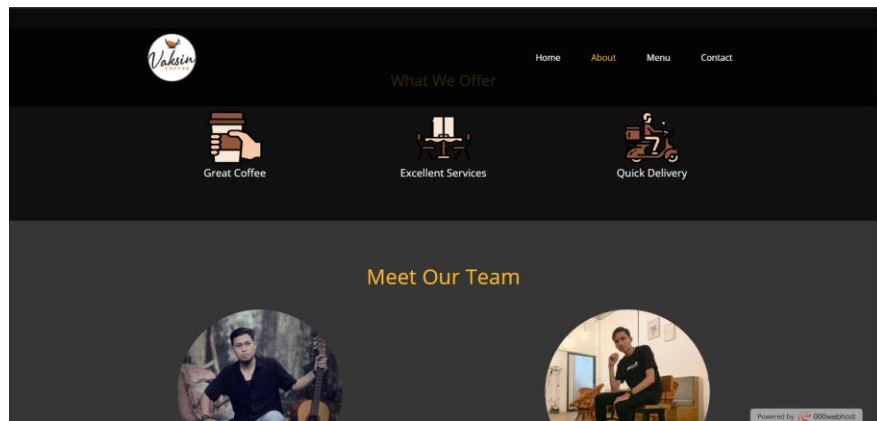 Vaksin
COFFEE
Home About Menu Contact
What We Offer
Great Coffee Excellent Services Quick Delivery
Meet Our Team
Powered by 000webhost